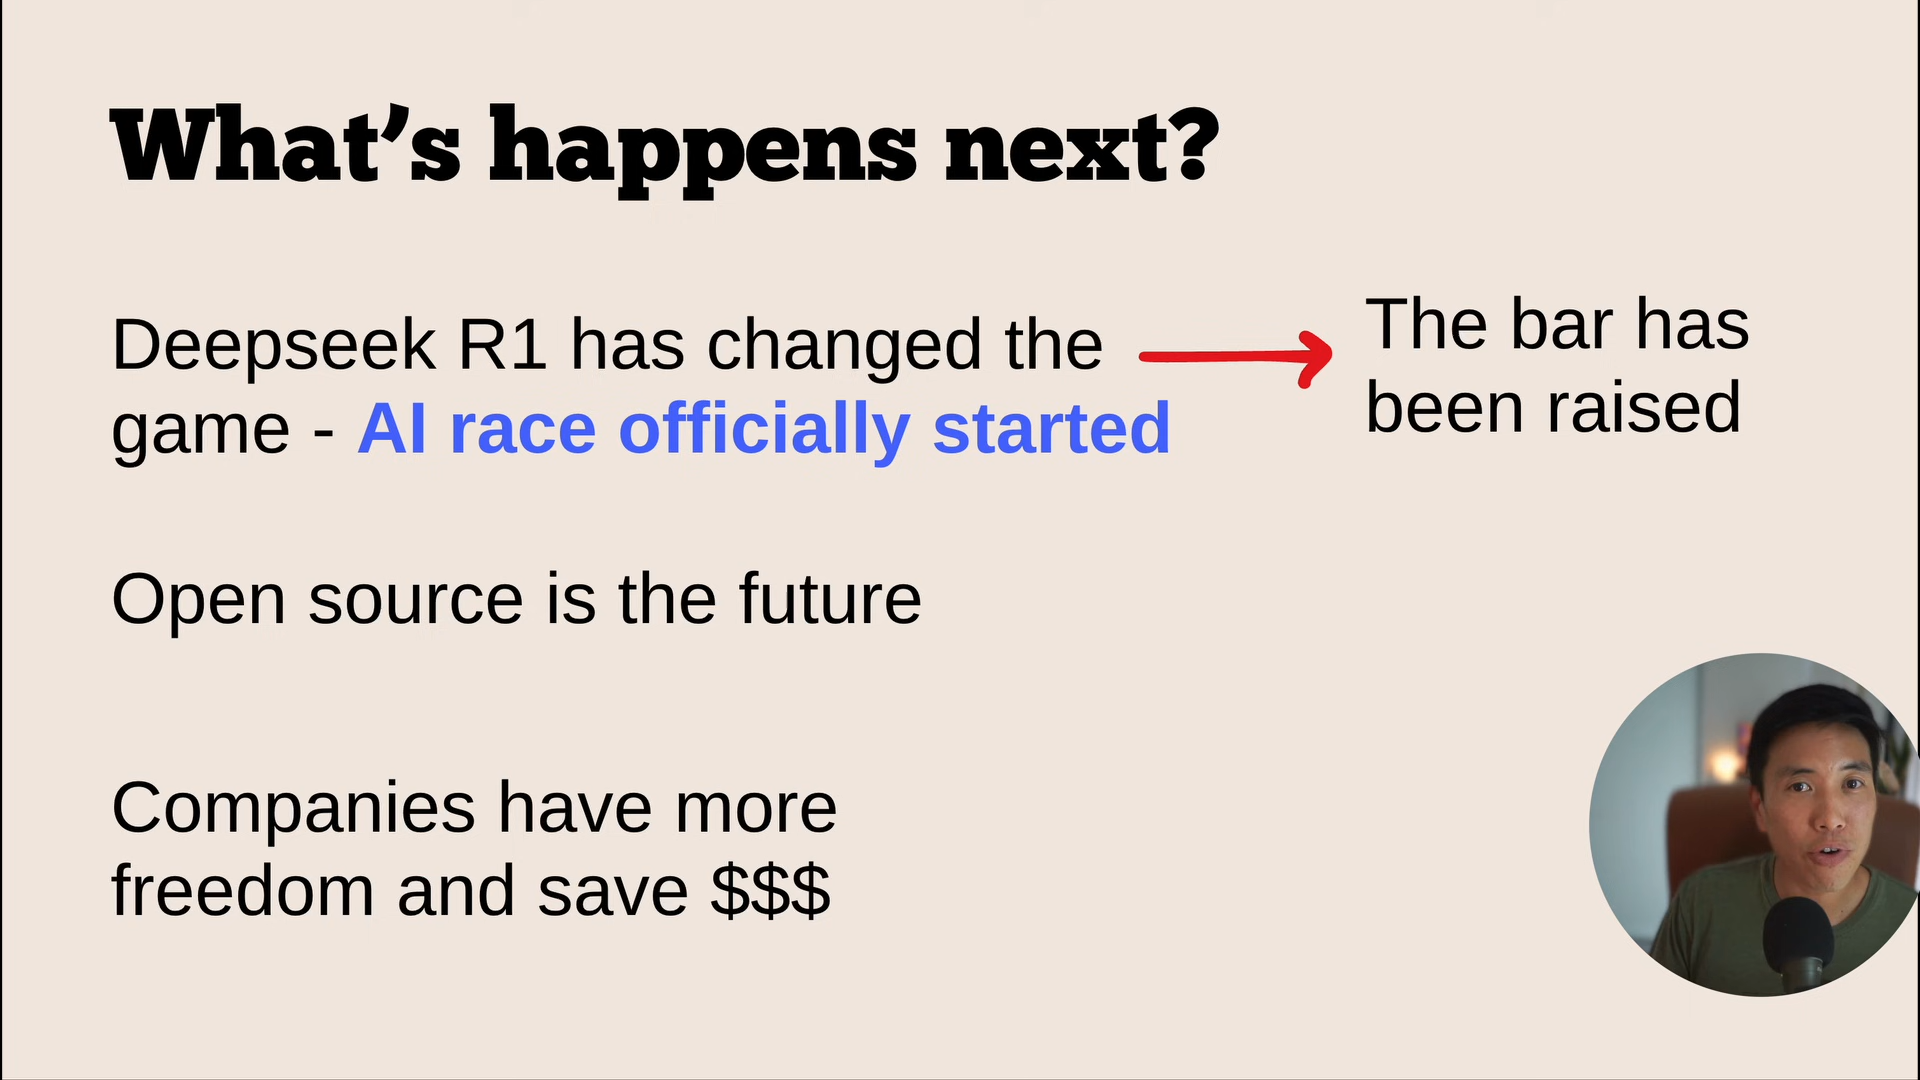 What’s happens next?
Deepseek R1 has changed the
game - AI race officially started
The bar has
been raised
Open source is the future
Companies have more
freedom and save $$$